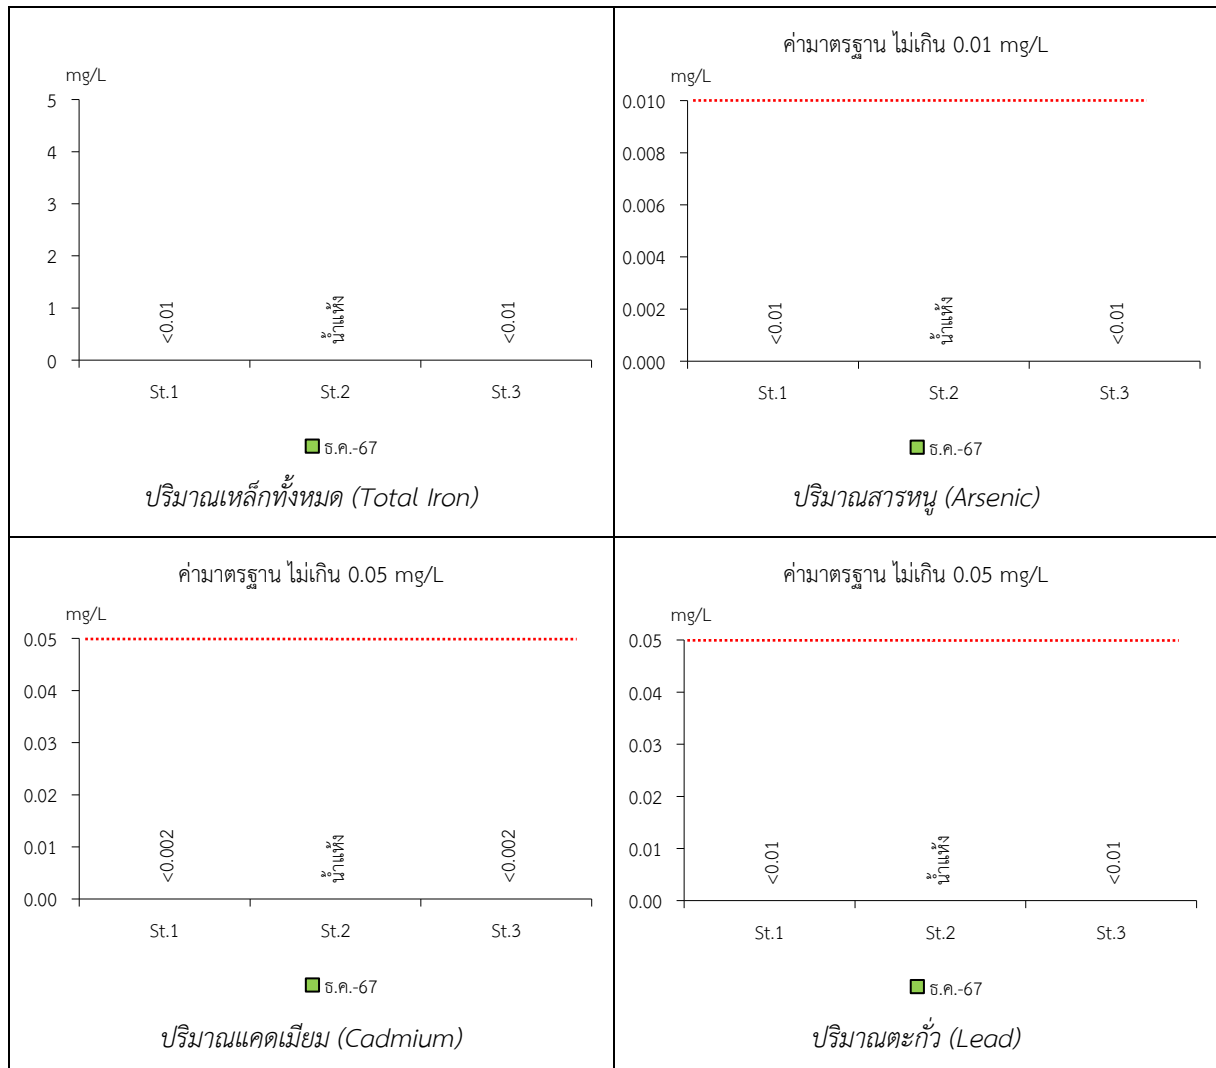 mg/L
5
4
3
2
1
0
<0.01
น้ำแห้ง
<0.01
St.1 St.2 St.3
ธ.ค.-67
ปริมาณเหล็กทั้งหมด (Total Iron)
ค่ามาตรฐาน ไม่เกิน 0.01 mg/L
mg/L
0.010
0.008
0.006
0.004
0.002
0.000
<0.01
น้ำแห้ง
<0.01
St.1 St.2 St.3
ธ.ค.-67
ปริมาณสารหนู (Arsenic)
ค่ามาตรฐาน ไม่เกิน 0.05 mg/L
mg/L
0.05
0.04
0.03
0.02
0.01
0.00
<0.002
น้ำแห้ง
<0.002
St.1 St.2 St.3
ธ.ค.-67
ปริมาณแคดเมียม (Cadmium)
ค่ามาตรฐาน ไม่เกิน 0.05 mg/L
mg/L
0.05
0.04
0.03
0.02
0.01
0.00
<0.01
น้ำแห้ง
<0.01
St.1 St.2 St.3
ธ.ค.-67
ปริมาณตะกั่ว (Lead)